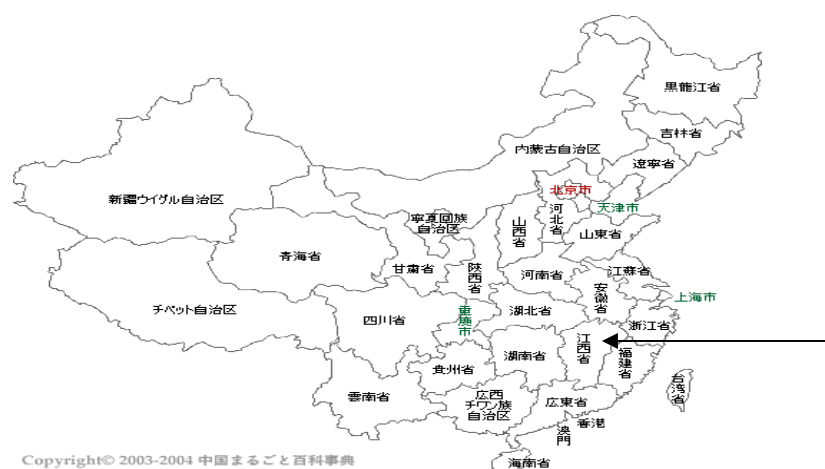 黒龍江省
吉林省
内蒙古自治区
遼寧省
北京市
新疆ウイグル自治区
天津市
河北省
寧夏回族
自治区
山西省
山東省
青海省
甘粛省
陝西省
河南省
江蘇省
安徽省
上海市
チベット自治区
四川省
重慶市
湖北省
浙江省
江西省
湖南省
福建省
貴州省
台湾省
雲南省
広西
チワン族
自治区
広東省
香港
澳門
海南省
Copyright© 2003-2004 中国まるごと百科事典